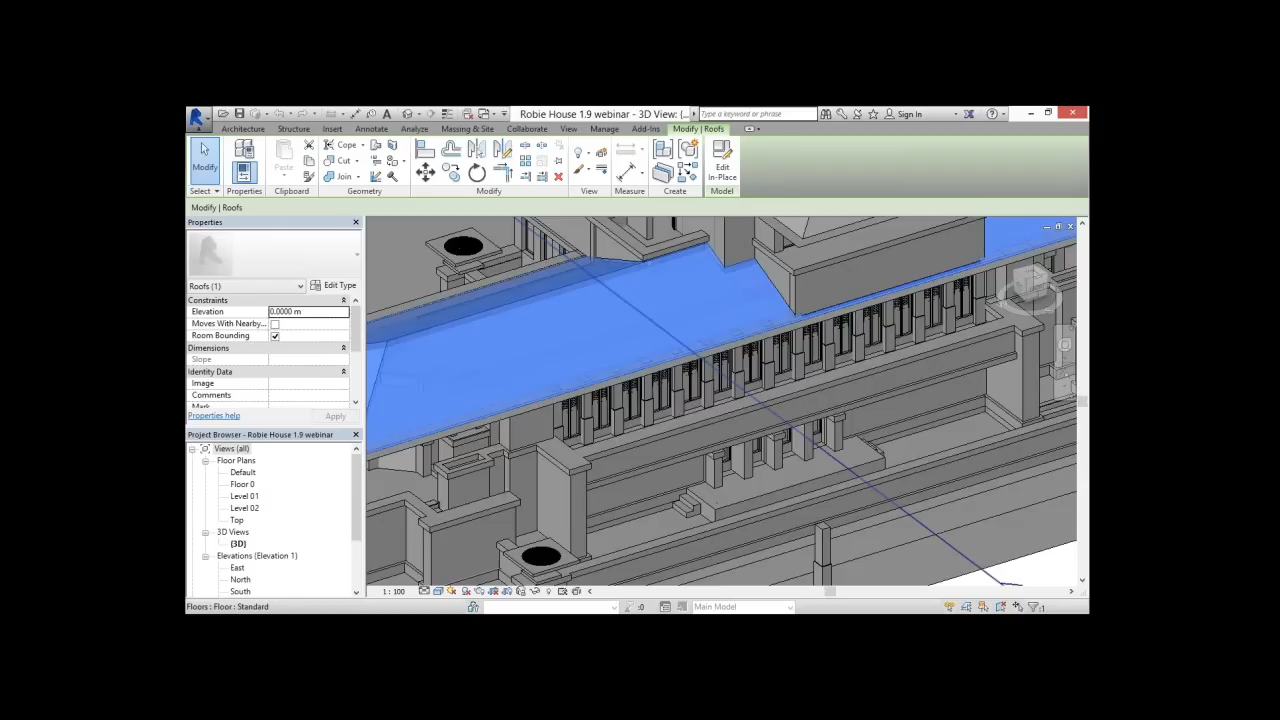 Robie House 1.9 webinar - 3D View: {...
Type a keyword or phrase
Sign In
Architecture Structure Insert Annotate Analyze Massing & Site Collaborate View Manage Add-Ins Modify | Roofs
Modify
Paste
Cope
Cut
Join
Edit
In-Place
Select Properties Clipboard Geometry Modify View Measure Create Model
Modify | Roofs
Properties
Roofs (1)
Edit Type
Constraints
Elevation 0.0000 m
Moves With Nearby...
Room Bounding
Dimensions
Slope
Identity Data
Image
Comments
Mark
Properties help
Apply
Project Browser - Robie House 1.9 webinar
Views (all)
Floor Plans
Default
Floor 0
Level 01
Level 02
Top
3D Views
{3D}
Elevations (Elevation 1)
East
North
South
1 : 100
Floors : Floor : Standard
:0
Main Model
:1